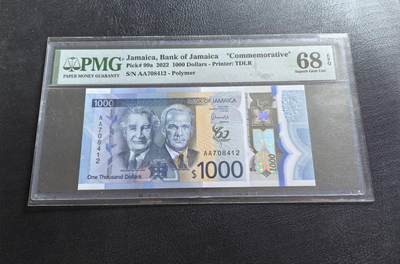 PMG
PAPER MONEY GUARANTY
Jamaica, Bank of Jamaica "Commemorative"
Pick# 99a 2022 1000 Dollars - Printer: TDLR
S/N AA708412 - Polymer
68 EPQ
Superb Gem Unc
1000
BANK OF JAMAICA
AA708412
AA708412
$1000
One Thousand Dollars
1000